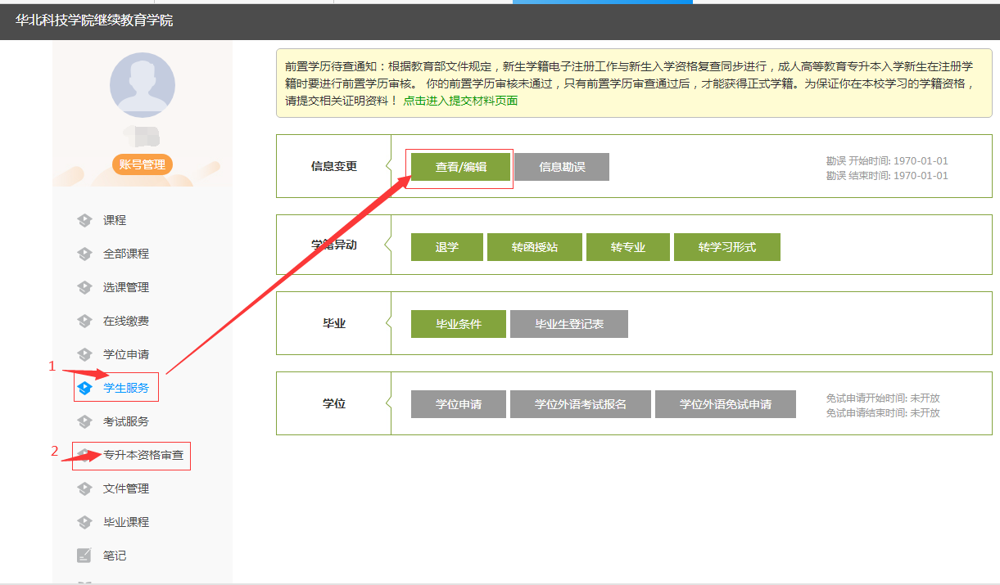 华北科技学院继续教育学院
账号管理
课程
全部课程
选课管理
在线缴费
学位申请
1
学生服务
考试服务
2
专升本资格审查
文件管理
毕业课程
笔记
前置学历待查通知：根据教育部文件规定，新生学籍电子注册工作与新生入学资格复查同步进行，成人高等教育专升本入学新生在注册学
籍时要进行前置学历审核。 你的前置学历审核未通过，只有前置学历审查通过后，才能获得正式学籍。为保证你在本校学习的学籍资格，
请提交相关证明资料！ 点击进入提交材料页面
信息变更
查看/编辑
信息勘误
勘误 开始时间: 1970-01-01
勘误 结束时间: 1970-01-01
学籍异动
退学
转函授站
转专业
转学习形式
毕业
毕业条件
毕业生登记表
学位
学位申请
学位外语考试报名
学位外语免试申请
免试申请开始时间: 未开放
免试申请结束时间: 未开放